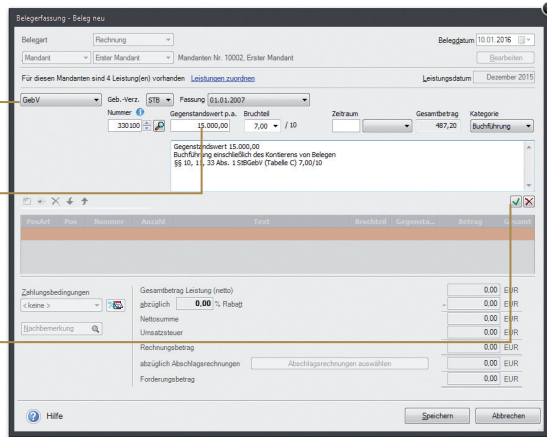 Belegerfassung - Beleg neu
Belegart Rechnung Belegdatum 10.01.2016
Mandant Erster Mandant Mandanten Nr. 10002, Erster Mandant Bearbeiten
Für diesen Mandanten sind 4 Leistung(en) vorhanden Leistungen zuordnen Leistungsdatum Dezember 2015
GebV Geb.-Verz. STB Fassung 01.01.2007
Nummer Gegenstandswert p.a. Bruchteil Zeitraum Gesamtbetrag Kategorie
330100 15.000,00 7,00 / 10 487,20 Buchführung
Gegenstandswert 15.000,00
Buchführung einschließlich des Kontierens von Belegen
§§ 10, 11, 33 Abs. 1 StBGebV (Tabelle C) 7,00/10
PosArt Pos Nummer Anzahl Text Bruchteil Gegensta... Betrag Gesamt
Zahlungsbedingungen
< keine >
Nachbemerkung
Gesamtbetrag Leistung (netto) 0,00 EUR
abzüglich 0,00 % Rabatt - 0,00 EUR
Nettosumme 0,00 EUR
Umsatzsteuer 0,00 EUR
Rechnungsbetrag 0,00 EUR
abzüglich Abschlagsrechnungen Abschlagsrechnungen auswählen 0,00 EUR
Forderungsbetrag 0,00 EUR
Hilfe Speichern Abbrechen